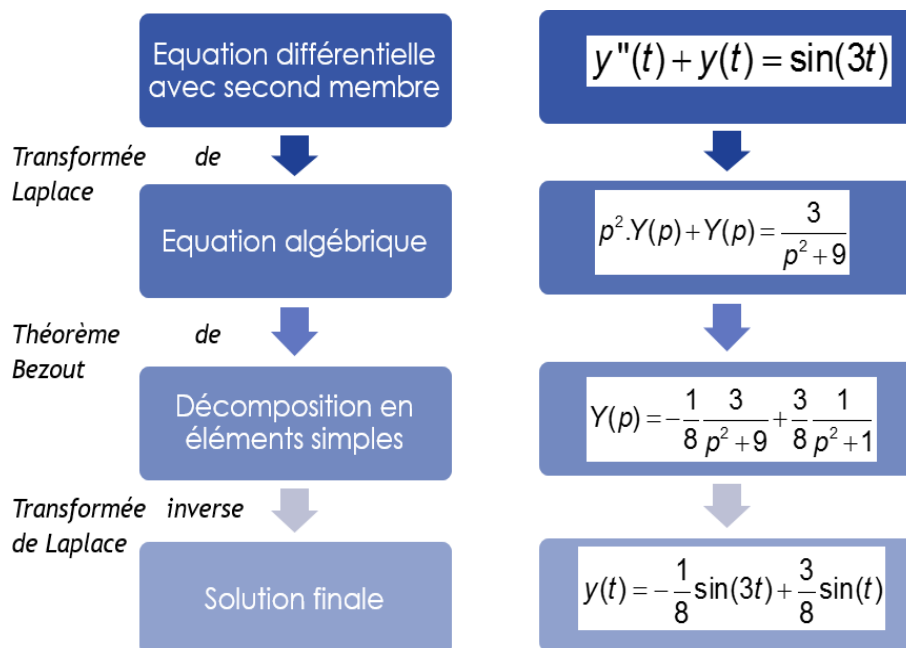 Equation différentielle
avec second membre
y"(t) + y(t) = sin(3t)
Transformée de
Laplace
Equation algébrique
p².Y(p) + Y(p) = 3/(p² + 9)
Théorème de
Bezout
Décomposition en
éléments simples
Y(p) = -1/8 3/(p² + 9) + 3/8 1/(p² + 1)
Transformée inverse
de Laplace
Solution finale
y(t) = -1/8 sin(3t) + 3/8 sin(t)